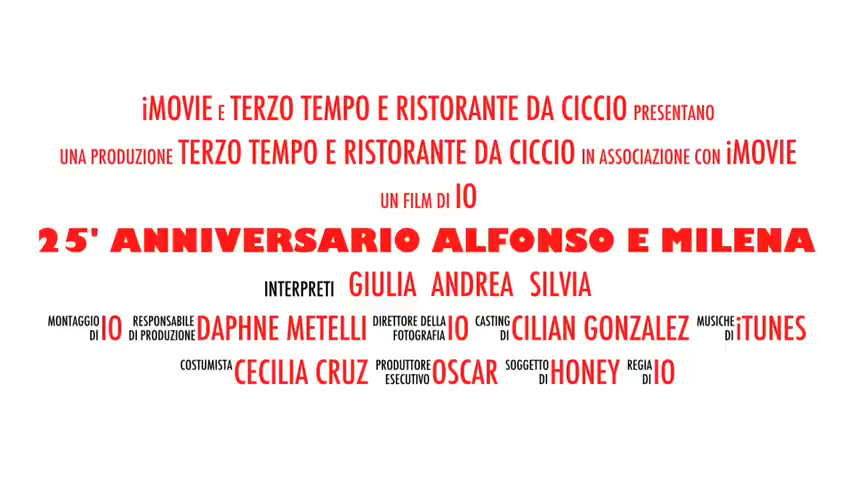 iMOVIE E TERZO TEMPO E RISTORANTE DA CICCIO PRESENTANO
UNA PRODUZIONE TERZO TEMPO E RISTORANTE DA CICCIO IN ASSOCIAZIONE CON iMOVIE
UN FILM DI IO
25' ANNIVERSARIO ALFONSO E MILENA
INTERPRETI GIULIA ANDREA SILVIA
MONTAGGIO DI IO RESPONSABILE DI PRODUZIONE DAPHNE METELLI DIRETTORE DELLA FOTOGRAFIA IO CASTING DI CILIAN GONZALEZ MUSICHE DI iTUNES
COSTUMISTA CECILIA CRUZ PRODUTTORE ESECUTIVO OSCAR SOGGETTO DI HONEY REGIA DI IO